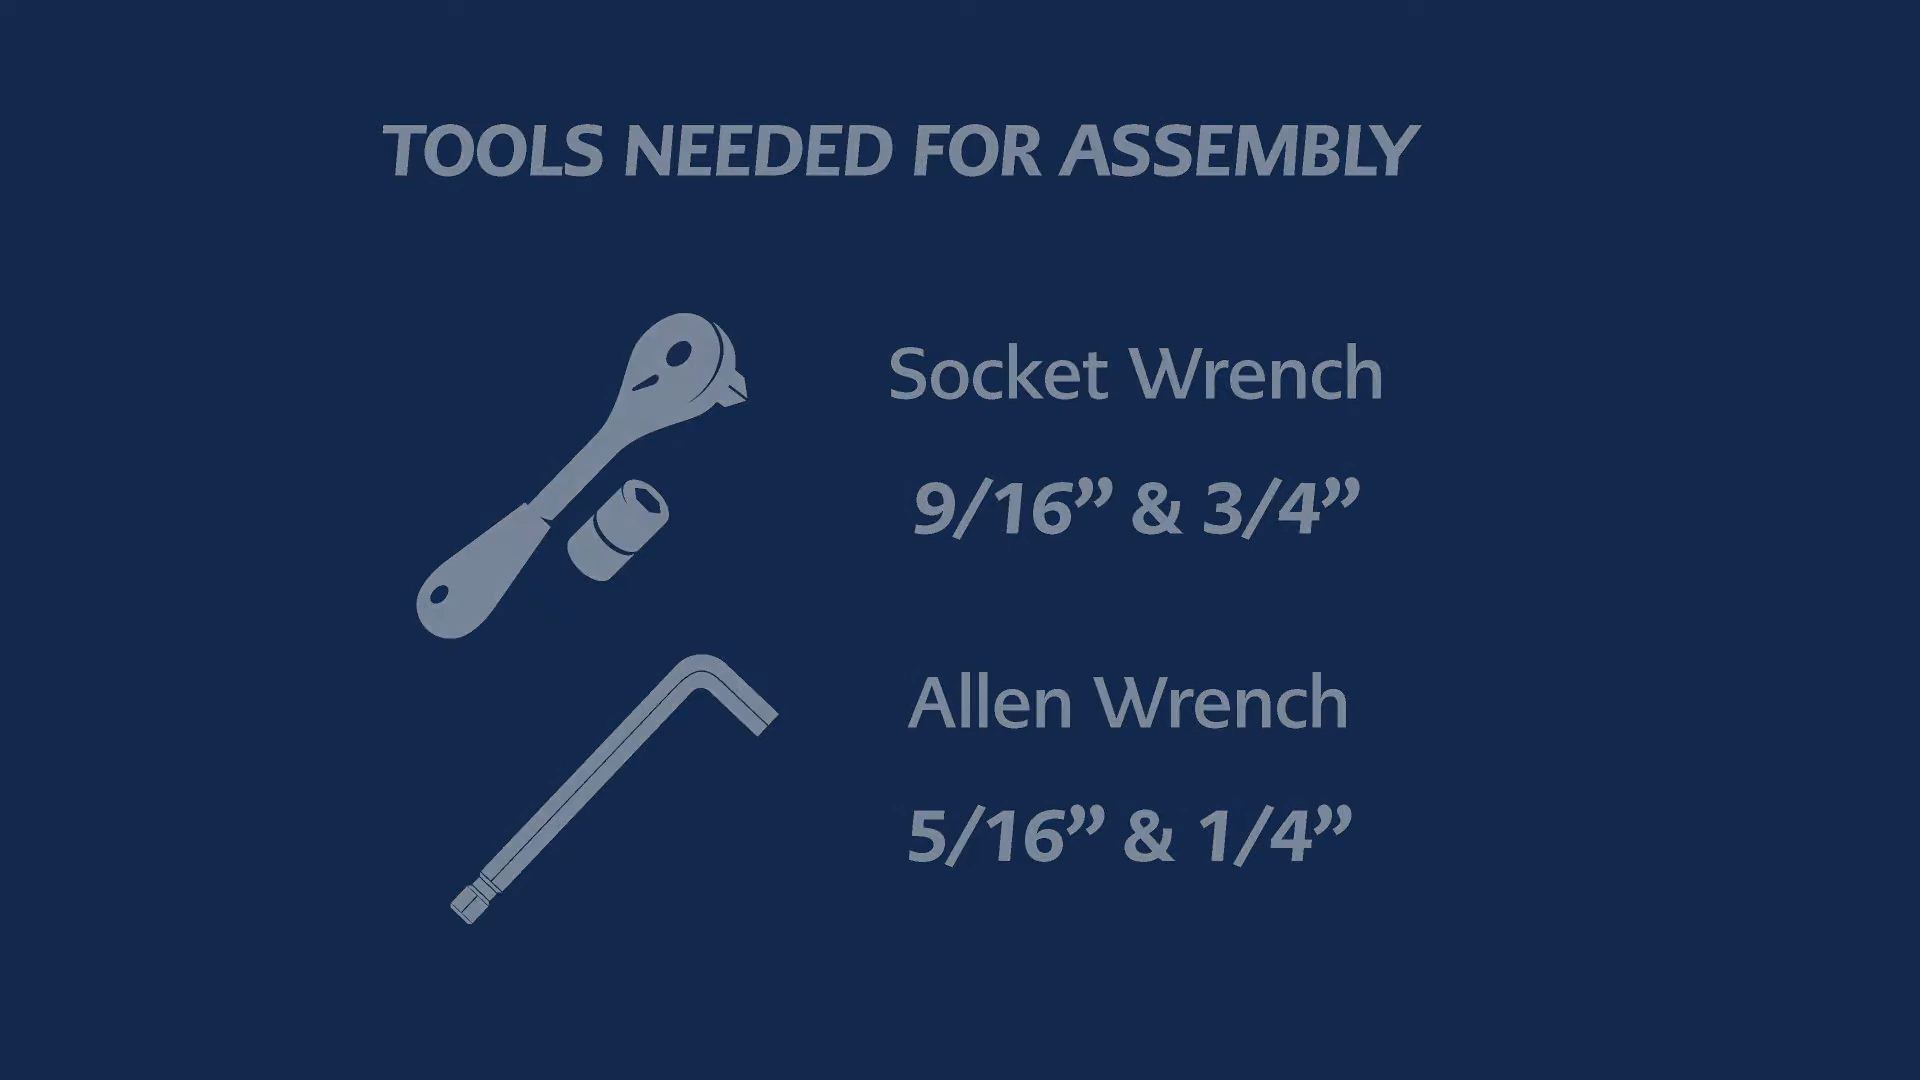 TOOLS NEEDED FOR ASSEMBLY
Socket Wrench
9/16” & 3/4”
Allen Wrench
5/16” & 1/4”